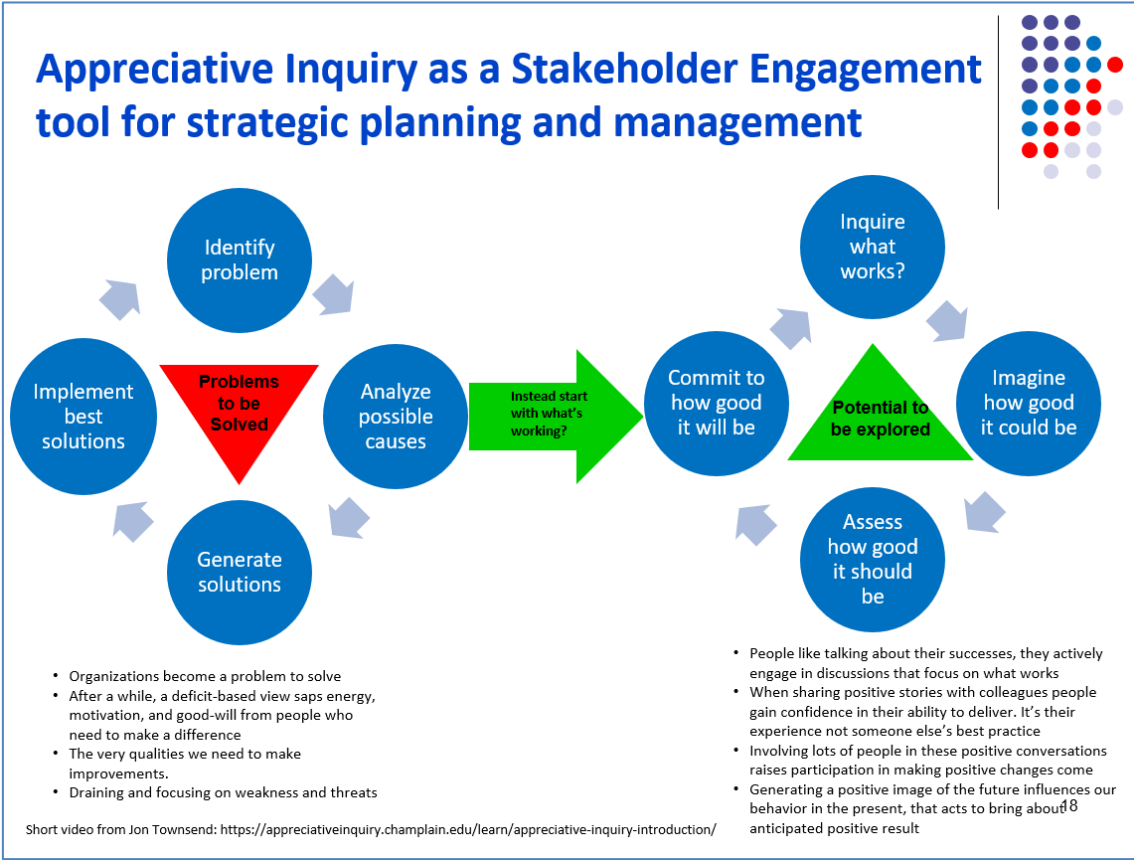 Appreciative Inquiry as a Stakeholder Engagement
tool for strategic planning and management
Identify
problem
Analyze
possible
causes
Generate
solutions
Implement
best
solutions
Problems
to be
Solved
Instead start
with what's
working?
Inquire
what
works?
Imagine
how good
it could be
Assess
how good
it should
be
Commit to
how good
it will be
Potential to
be explored
• Organizations become a problem to solve
• After a while, a deficit-based view saps energy,
motivation, and good-will from people who
need to make a difference
• The very qualities we need to make
improvements.
• Draining and focusing on weakness and threats
• People like talking about their successes, they actively
engage in discussions that focus on what works
• When sharing positive stories with colleagues people
gain confidence in their ability to deliver. It's their
experience not someone else's best practice
• Involving lots of people in these positive conversations
raises participation in making positive changes come
• Generating a positive image of the future influences our
behavior in the present, that acts to bring about
anticipated positive result
18
Short video from Jon Townsend: https://appreciativeinquiry.champlain.edu/learn/appreciative-inquiry-introduction/